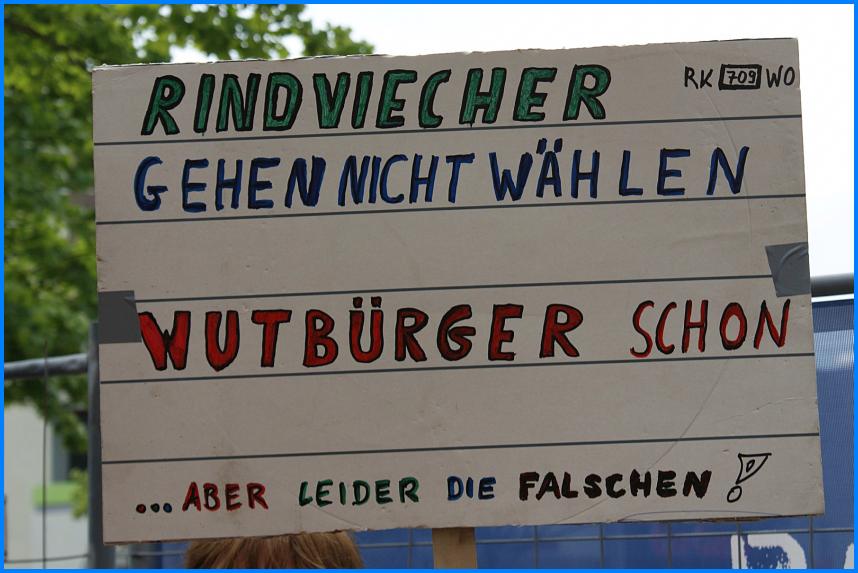 RINDVIECHER
RK 709 WO
GEHEN NICHT WÄHLEN
WUTBÜRGER SCHON
...ABER LEIDER DIE FALSCHEN!